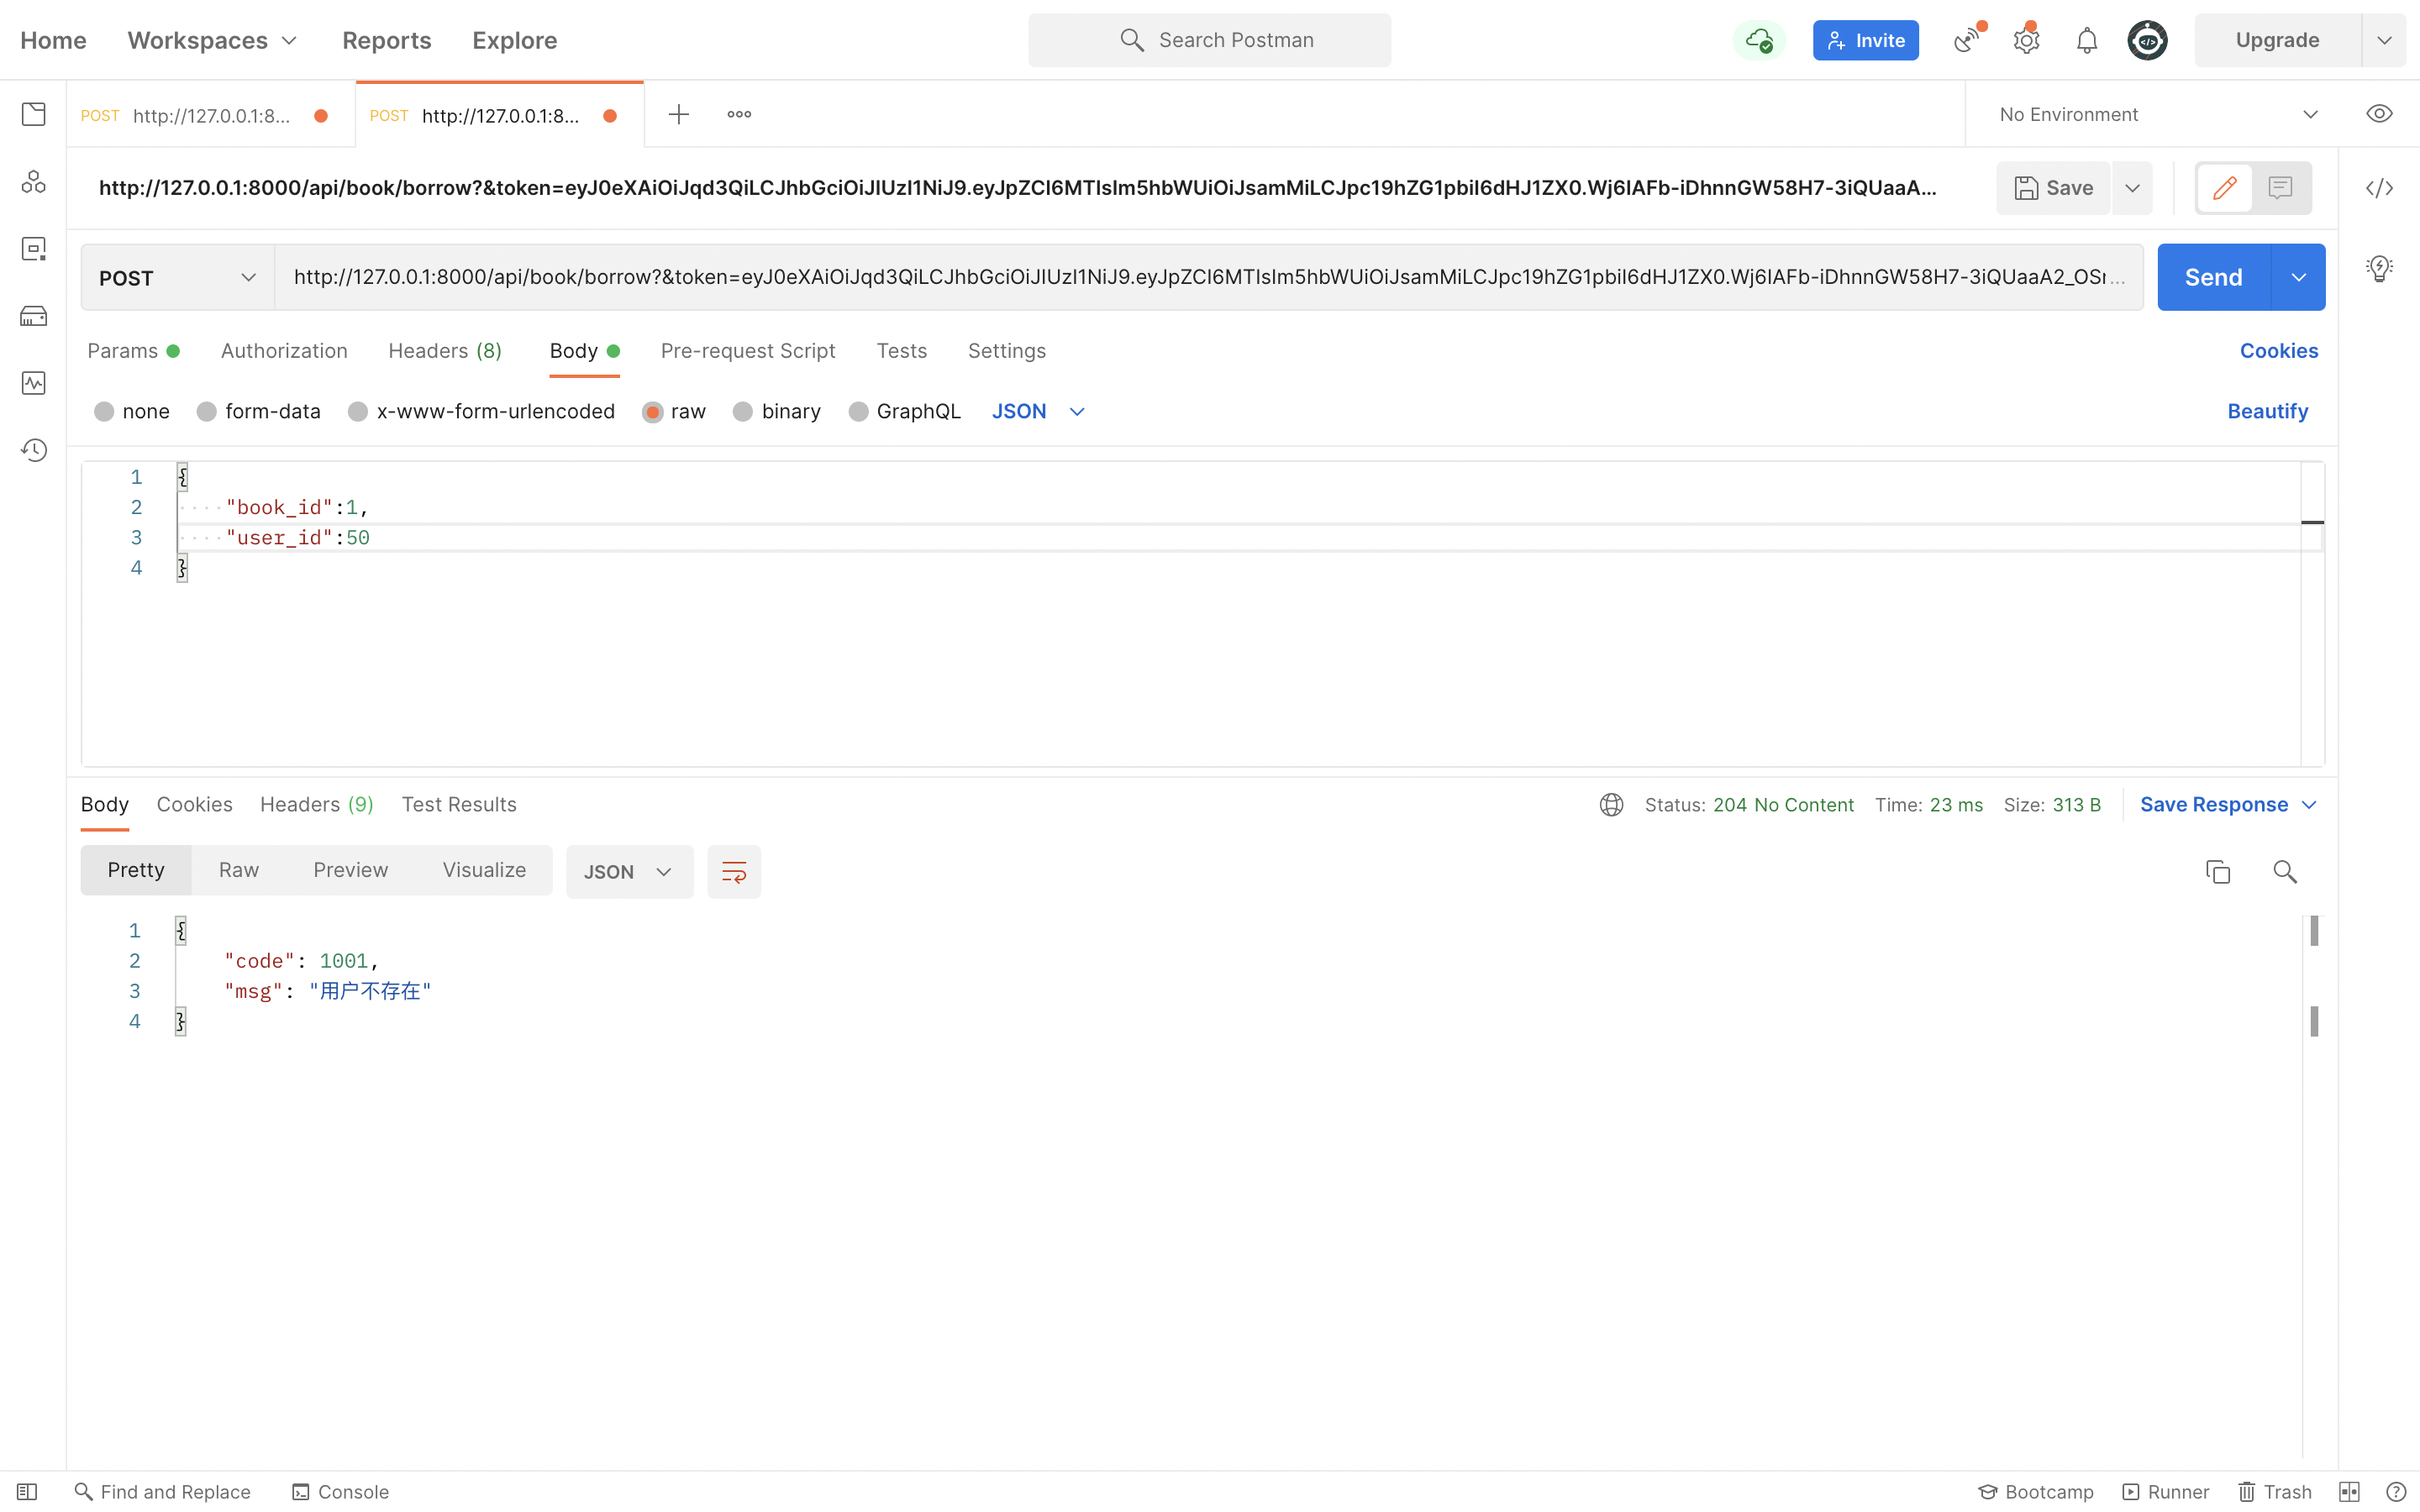 Home Workspaces Reports Explore Search Postman Invite Upgrade
POST http://127.0.0.1:8... POST http://127.0.0.1:8... No Environment
http://127.0.0.1:8000/api/book/borrow?&token=eyJ0eXAiOiJqd3QiLCJhbGciOiJIUzI1NiJ9.eyJpZCI6MTIsIm5hbWUiOiJsamMiLCJpc19hZG1pbiI6dHJ1ZX0.Wj6IAFb-iDhnnGW58H7-3iQUaaA... Save
POST http://127.0.0.1:8000/api/book/borrow?&token=eyJ0eXAiOiJqd3QiLCJhbGciOiJIUzI1NiJ9.eyJpZCI6MTIsIm5hbWUiOiJsamMiLCJpc19hZG1pbiI6dHJ1ZX0.Wj6IAFb-iDhnnGW58H7-3iQUaaA2_OSr... Send
Params Authorization Headers (8) Body Pre-request Script Tests Settings Cookies
none form-data x-www-form-urlencoded raw binary GraphQL JSON Beautify
1 {
2 "book_id":1,
3 "user_id":50
4 }
Body Cookies Headers (9) Test Results Status: 204 No Content Time: 23 ms Size: 313 B Save Response
Pretty Raw Preview Visualize JSON
1 {
2 "code": 1001,
3 "msg": "用户不存在"
4 }
Find and Replace Console Bootcamp Runner Trash